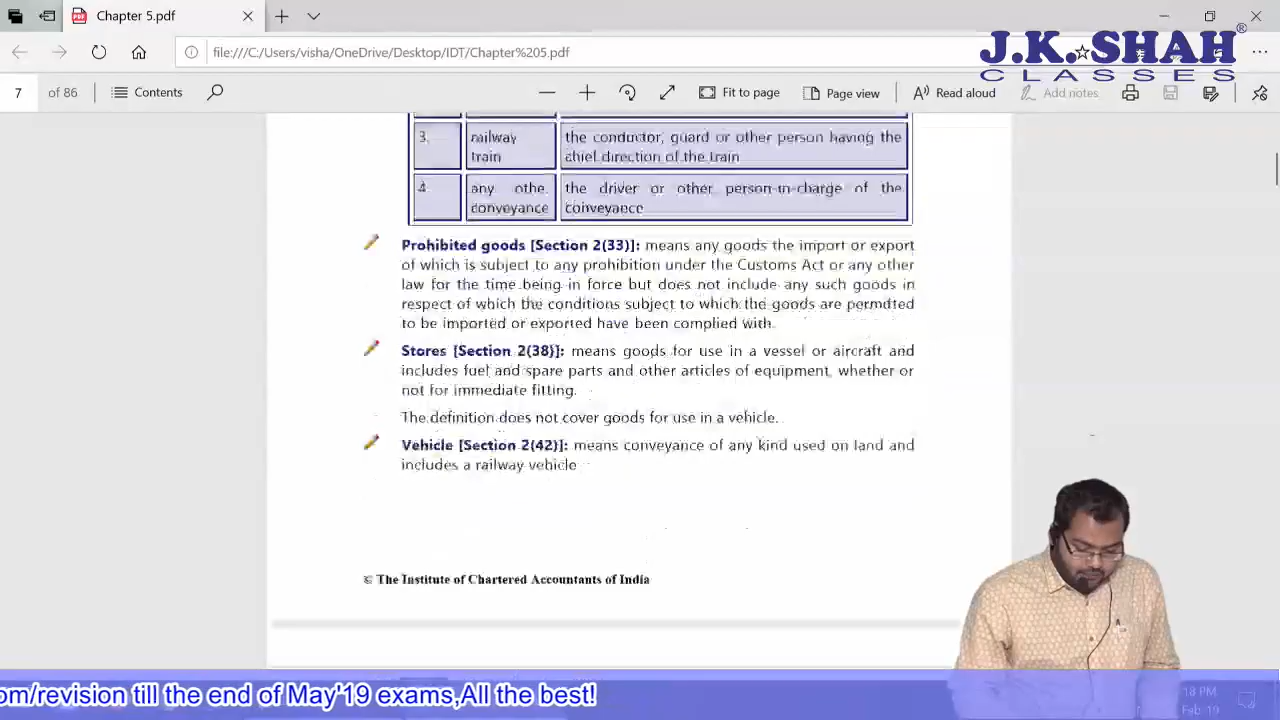 Chapter 5.pdf
J.K.SHAH®
CLASSES
file:///C:/Users/visha/OneDrive/Desktop/IDT/Chapter%205.pdf
7 of 86 Contents Fit to page Page view Read aloud Add notes
3. railway the conductor, guard or other person having the
train chief direction of the train
4 any othe. the driver or other person-in-charge of the
conveyance conveyance
Prohibited goods [Section 2(33)]: means any goods the import or export
of which is subject to any prohibition under the Customs Act or any other
law for the time being in force but does not include any such goods in
respect of which the conditions subject to which the goods are permitted
to be imported or exported have been complied with.
Stores [Section 2(38)]: means goods for use in a vessel or aircraft and
includes fuel and spare parts and other articles of equipment, whether or
not for immediate fitting.
The definition does not cover goods for use in a vehicle.
Vehicle [Section 2(42)]: means conveyance of any kind used on land and
includes a railway vehicle
© The Institute of Chartered Accountants of India
om/revision till the end of May'19 exams,All the best!
18 PM
Feb-19